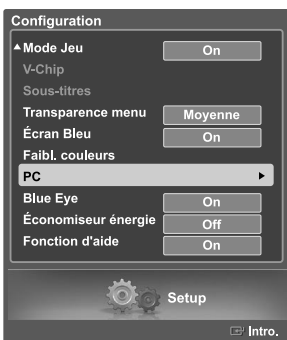 Configuration
Mode Jeu On
V-Chip
Sous-titres
Transparence menu Moyenne
Écran Bleu On
Faibl. couleurs
PC
Blue Eye On
Économiseur énergie Off
Fonction d'aide On
Setup
Intro.